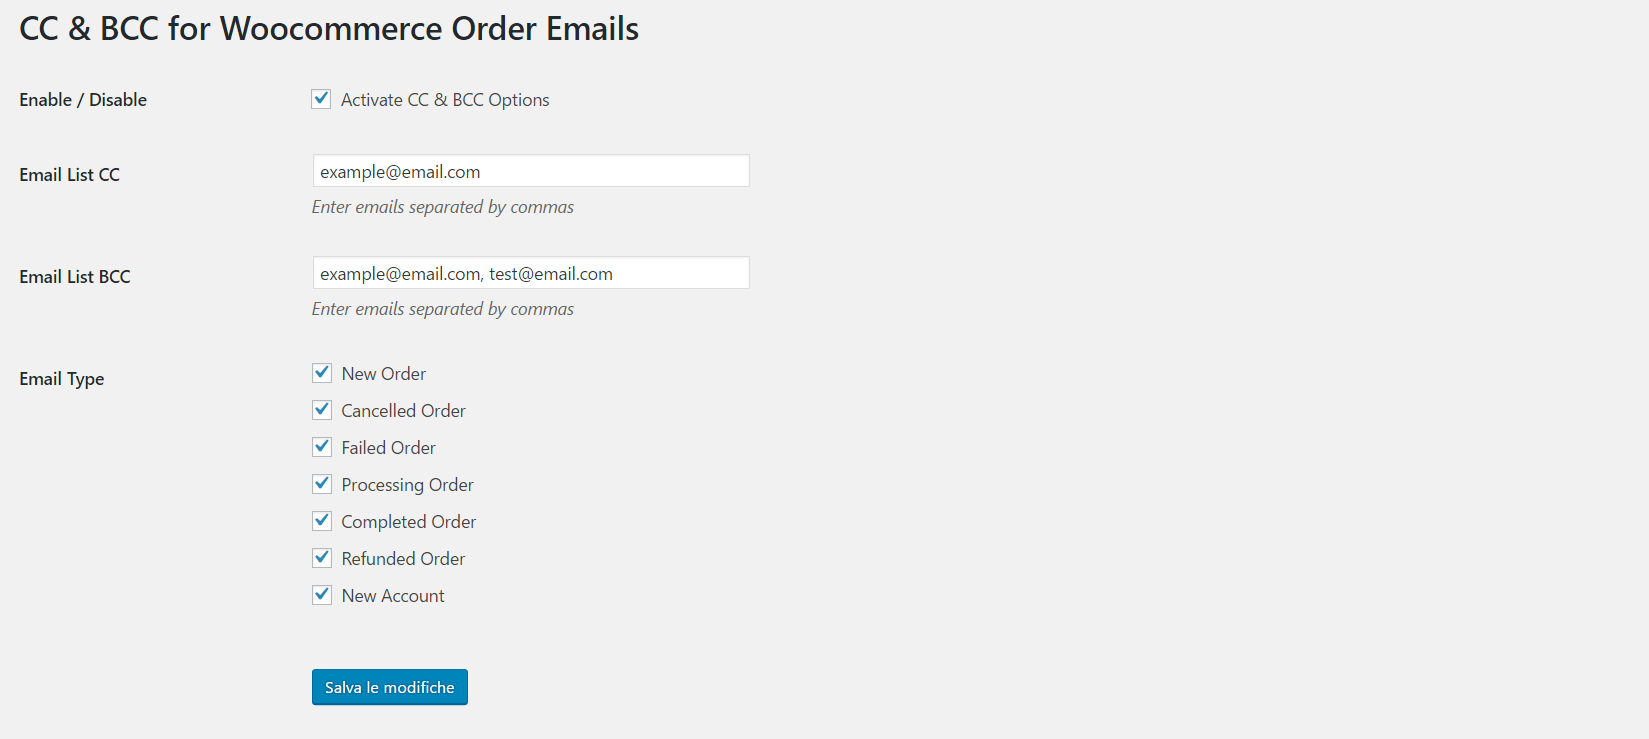 CC & BCC for Woocommerce Order Emails
Enable / Disable
Activate CC & BCC Options
Email List CC
example@email.com
Enter emails separated by commas
Email List BCC
example@email.com, test@email.com
Enter emails separated by commas
Email Type
New Order
Cancelled Order
Failed Order
Processing Order
Completed Order
Refunded Order
New Account
Salva le modifiche